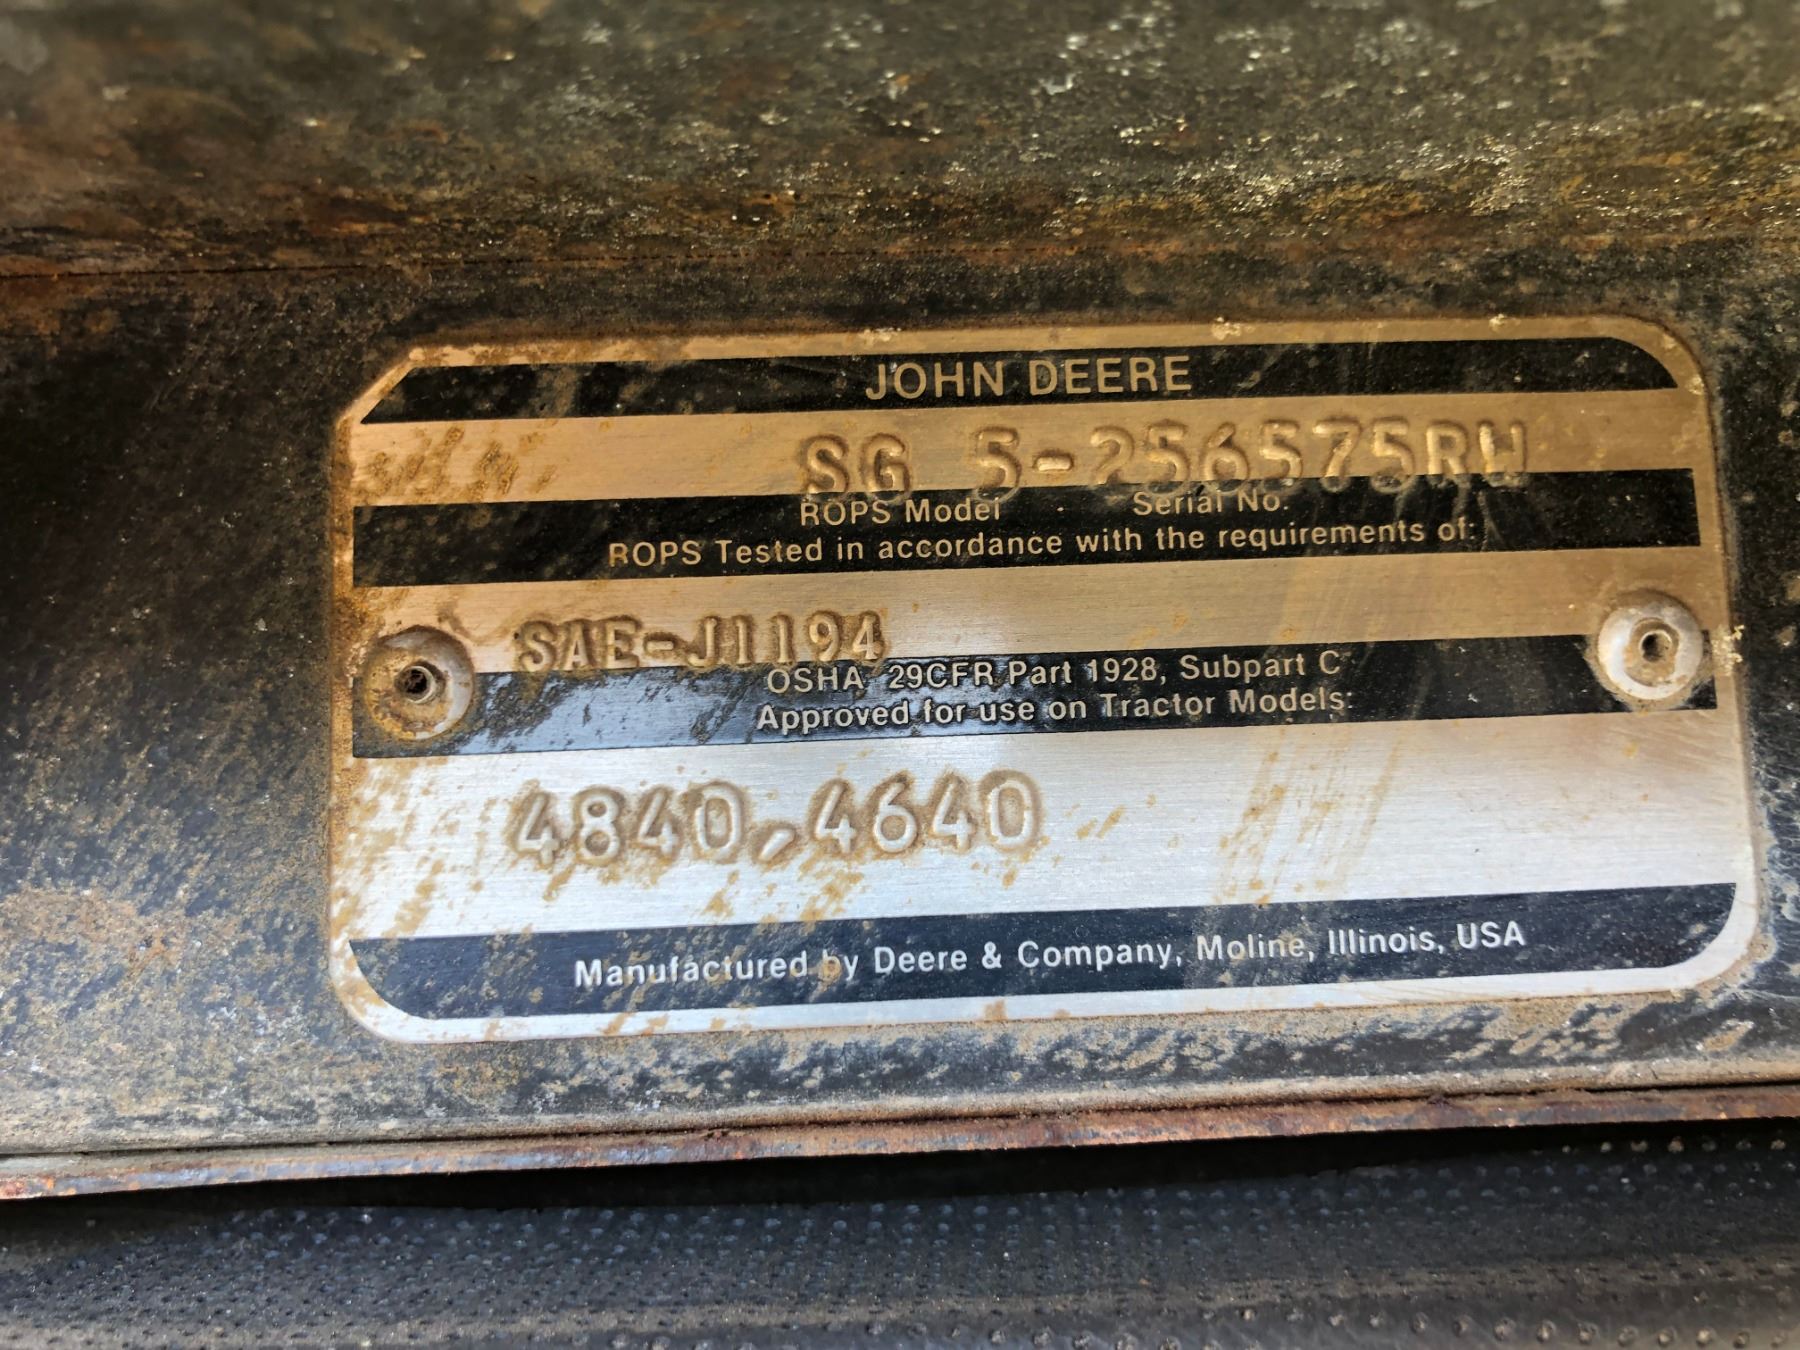 JOHN DEERE
SG 5-256575RW
ROPS Model Serial No.
ROPS Tested in accordance with the requirements of:
SAE-J1194
OSHA 29CFR Part 1928, Subpart C
Approved for use on Tractor Models:
4840,4640
Manufactured by Deere & Company, Moline, Illinois, USA